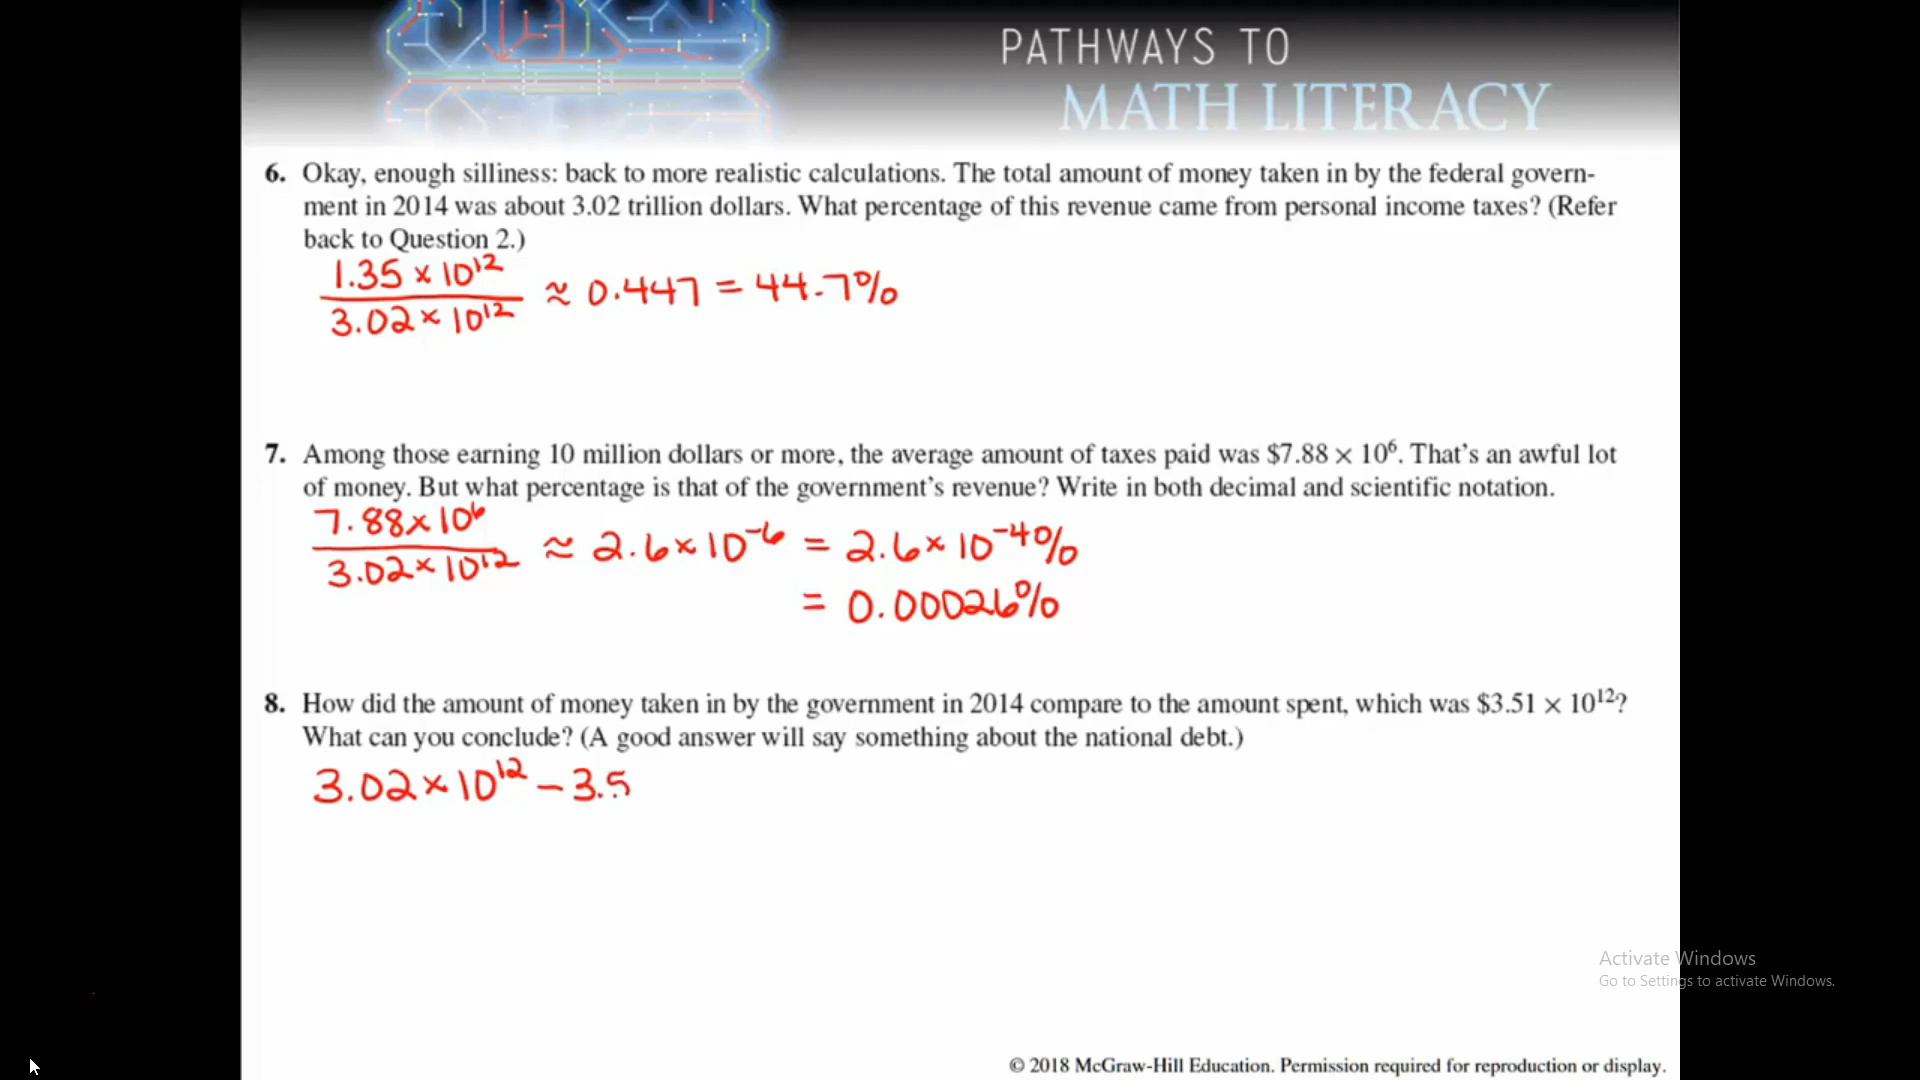 PATHWAYS TO
MATH LITERACY
6. Okay, enough silliness: back to more realistic calculations. The total amount of money taken in by the federal govern-
ment in 2014 was about 3.02 trillion dollars. What percentage of this revenue came from personal income taxes? (Refer
back to Question 2.)
1.35 × 10¹²
3.02 × 10¹² ≈ 0.447 = 44.7%
7. Among those earning 10 million dollars or more, the average amount of taxes paid was $7.88 × 10⁶. That's an awful lot
of money. But what percentage is that of the government's revenue? Write in both decimal and scientific notation.
7.88 × 10⁶
3.02 × 10¹² ≈ 2.6 × 10⁻⁶ = 2.6 × 10⁻⁴%
= 0.00026%
8. How did the amount of money taken in by the government in 2014 compare to the amount spent, which was $3.51 × 10¹²?
What can you conclude? (A good answer will say something about the national debt.)
3.02 × 10¹² − 3.5
Activate Windows
Go to Settings to activate Windows.
© 2018 McGraw-Hill Education. Permission required for reproduction or display.